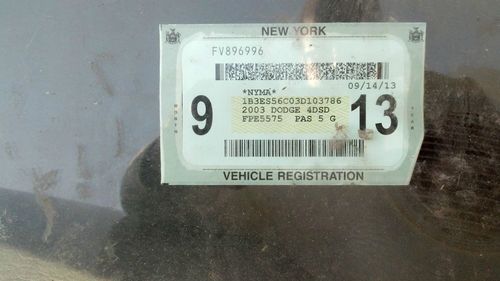 NEW YORK
FV896996
09/14/13
*NYMA*
1B3ES56C03D103786
9 2003 DODGE 4DSD 13
FPE5575 PAS 5 G
VEHICLE REGISTRATION